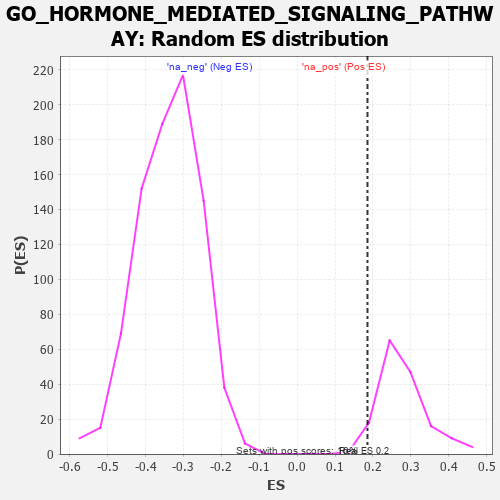 GO_HORMONE_MEDIATED_SIGNALING_PATHW
AY: Random ES distribution
'na_neg' (Neg ES)
'na_pos' (Pos ES)
220
200
180
160
140
120
100
80
60
40
20
0
P(ES)
Sets with pos scores:
Real ES 0.2
-0.6 -0.5 -0.4 -0.3 -0.2 -0.1 0.0 0.1 0.2 0.3 0.4 0.5
ES